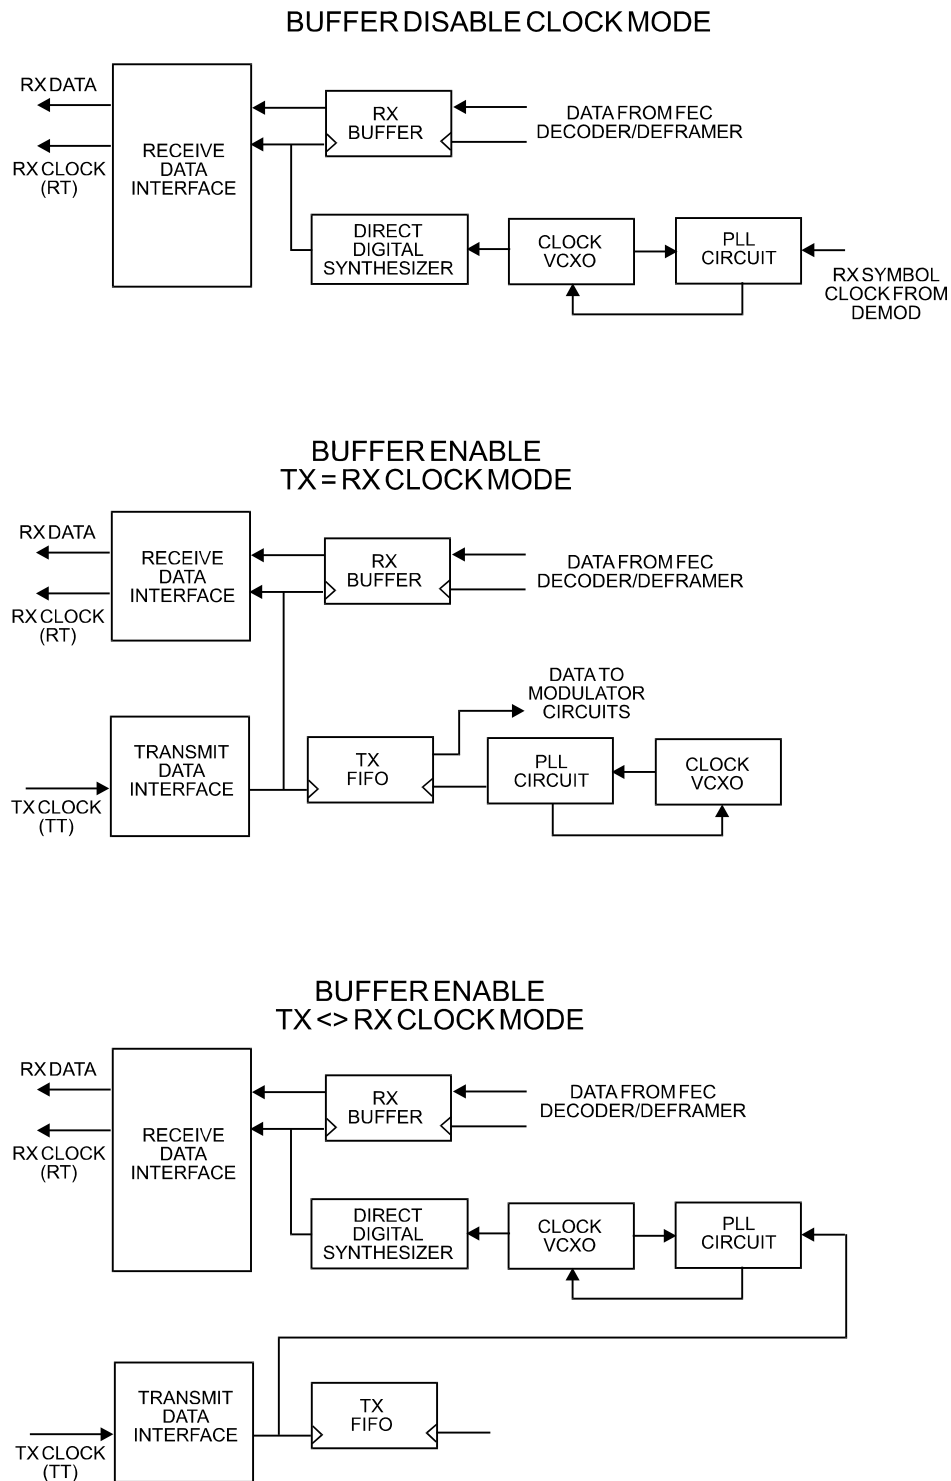 BUFFER DISABLE CLOCK MODE
RX DATA
RX CLOCK
(RT)
RECEIVE
DATA
INTERFACE
RX
BUFFER
DATA FROM FEC
DECODER/DEFRAMER
DIRECT
DIGITAL
SYNTHESIZER
CLOCK
VCXO
PLL
CIRCUIT
RX SYMBOL
CLOCK FROM
DEMOD
BUFFER ENABLE
TX = RX CLOCK MODE
RX DATA
RX CLOCK
(RT)
RECEIVE
DATA
INTERFACE
RX
BUFFER
DATA FROM FEC
DECODER/DEFRAMER
DATA TO
MODULATOR
CIRCUITS
TX CLOCK
(TT)
TRANSMIT
DATA
INTERFACE
TX
FIFO
PLL
CIRCUIT
CLOCK
VCXO
BUFFER ENABLE
TX <> RX CLOCK MODE
RX DATA
RX CLOCK
(RT)
RECEIVE
DATA
INTERFACE
RX
BUFFER
DATA FROM FEC
DECODER/DEFRAMER
DIRECT
DIGITAL
SYNTHESIZER
CLOCK
VCXO
PLL
CIRCUIT
TX CLOCK
(TT)
TRANSMIT
DATA
INTERFACE
TX
FIFO